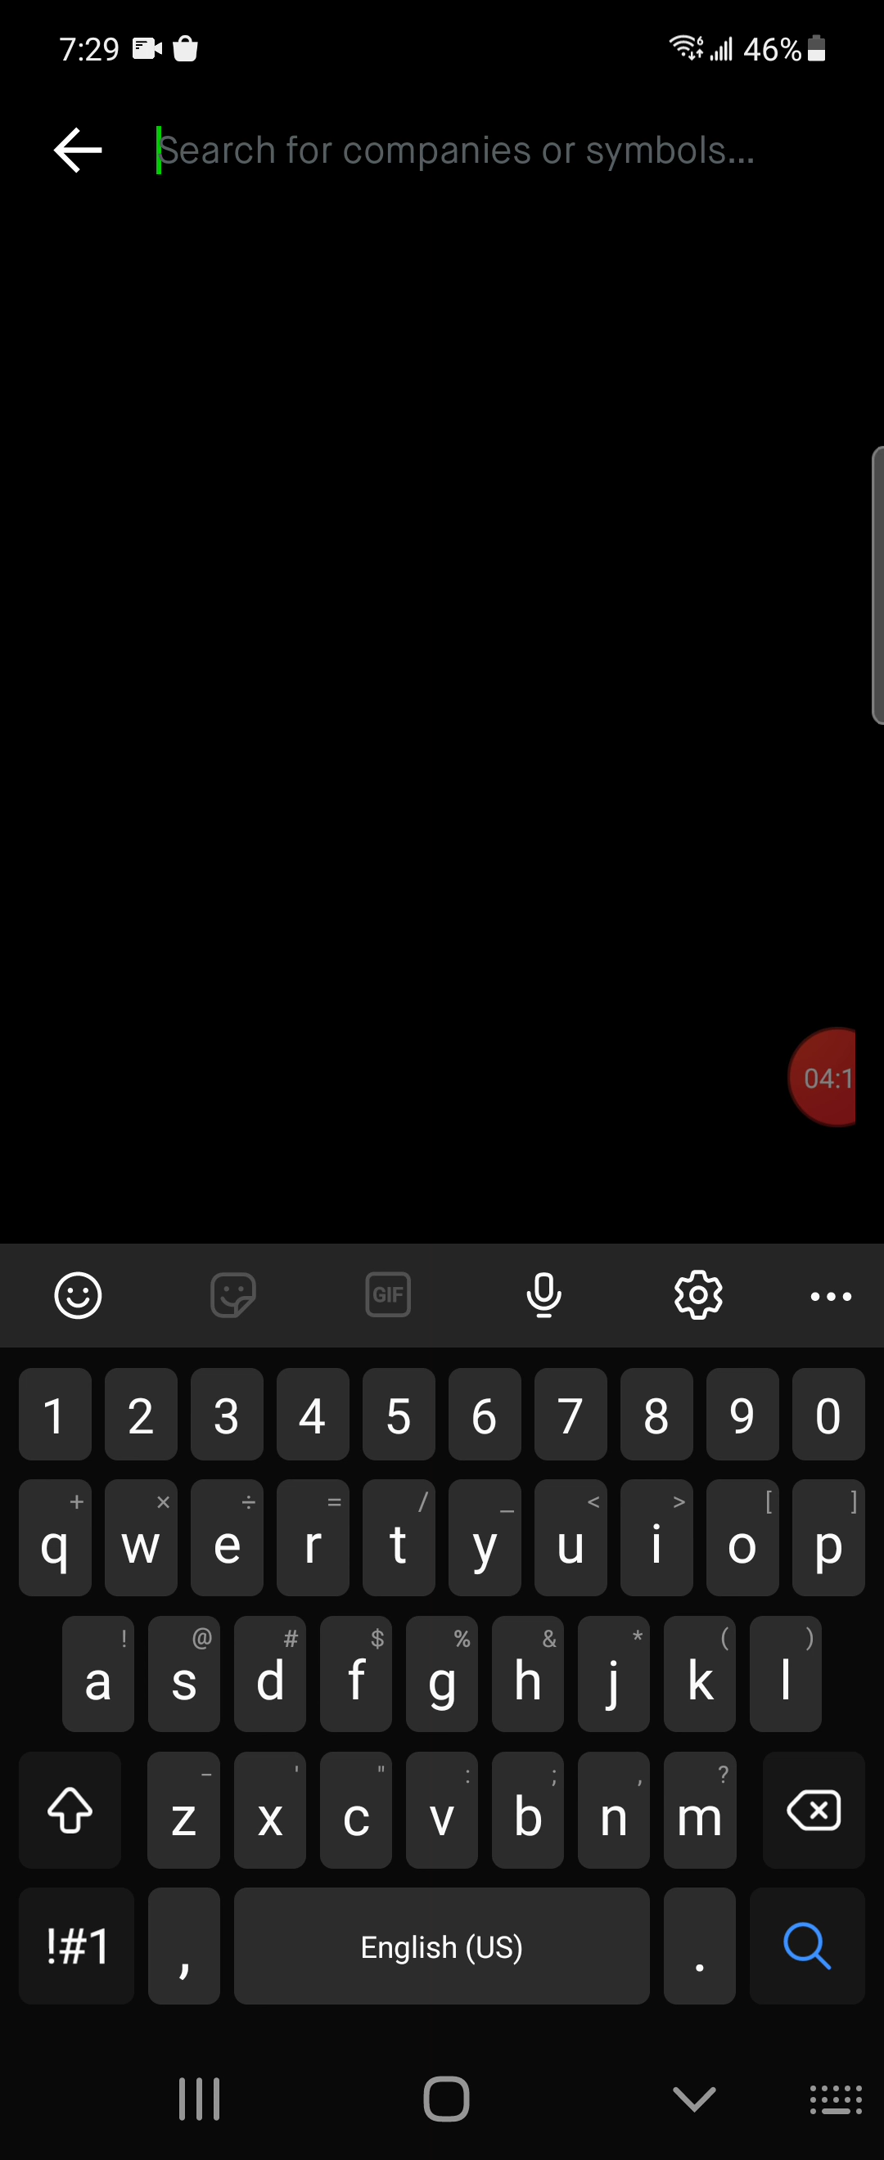 7:29 6 46%
Search for companies or symbols...
04:1
GIF
1 2 3 4 5 6 7 8 9 0
+ × ÷ = / _ < > [ ]
q w e r t y u i o p
! @ # $ % & * ( )
a s d f g h j k l
- ' " : ; , ?
z x c v b n m
!#1 , English (US) .